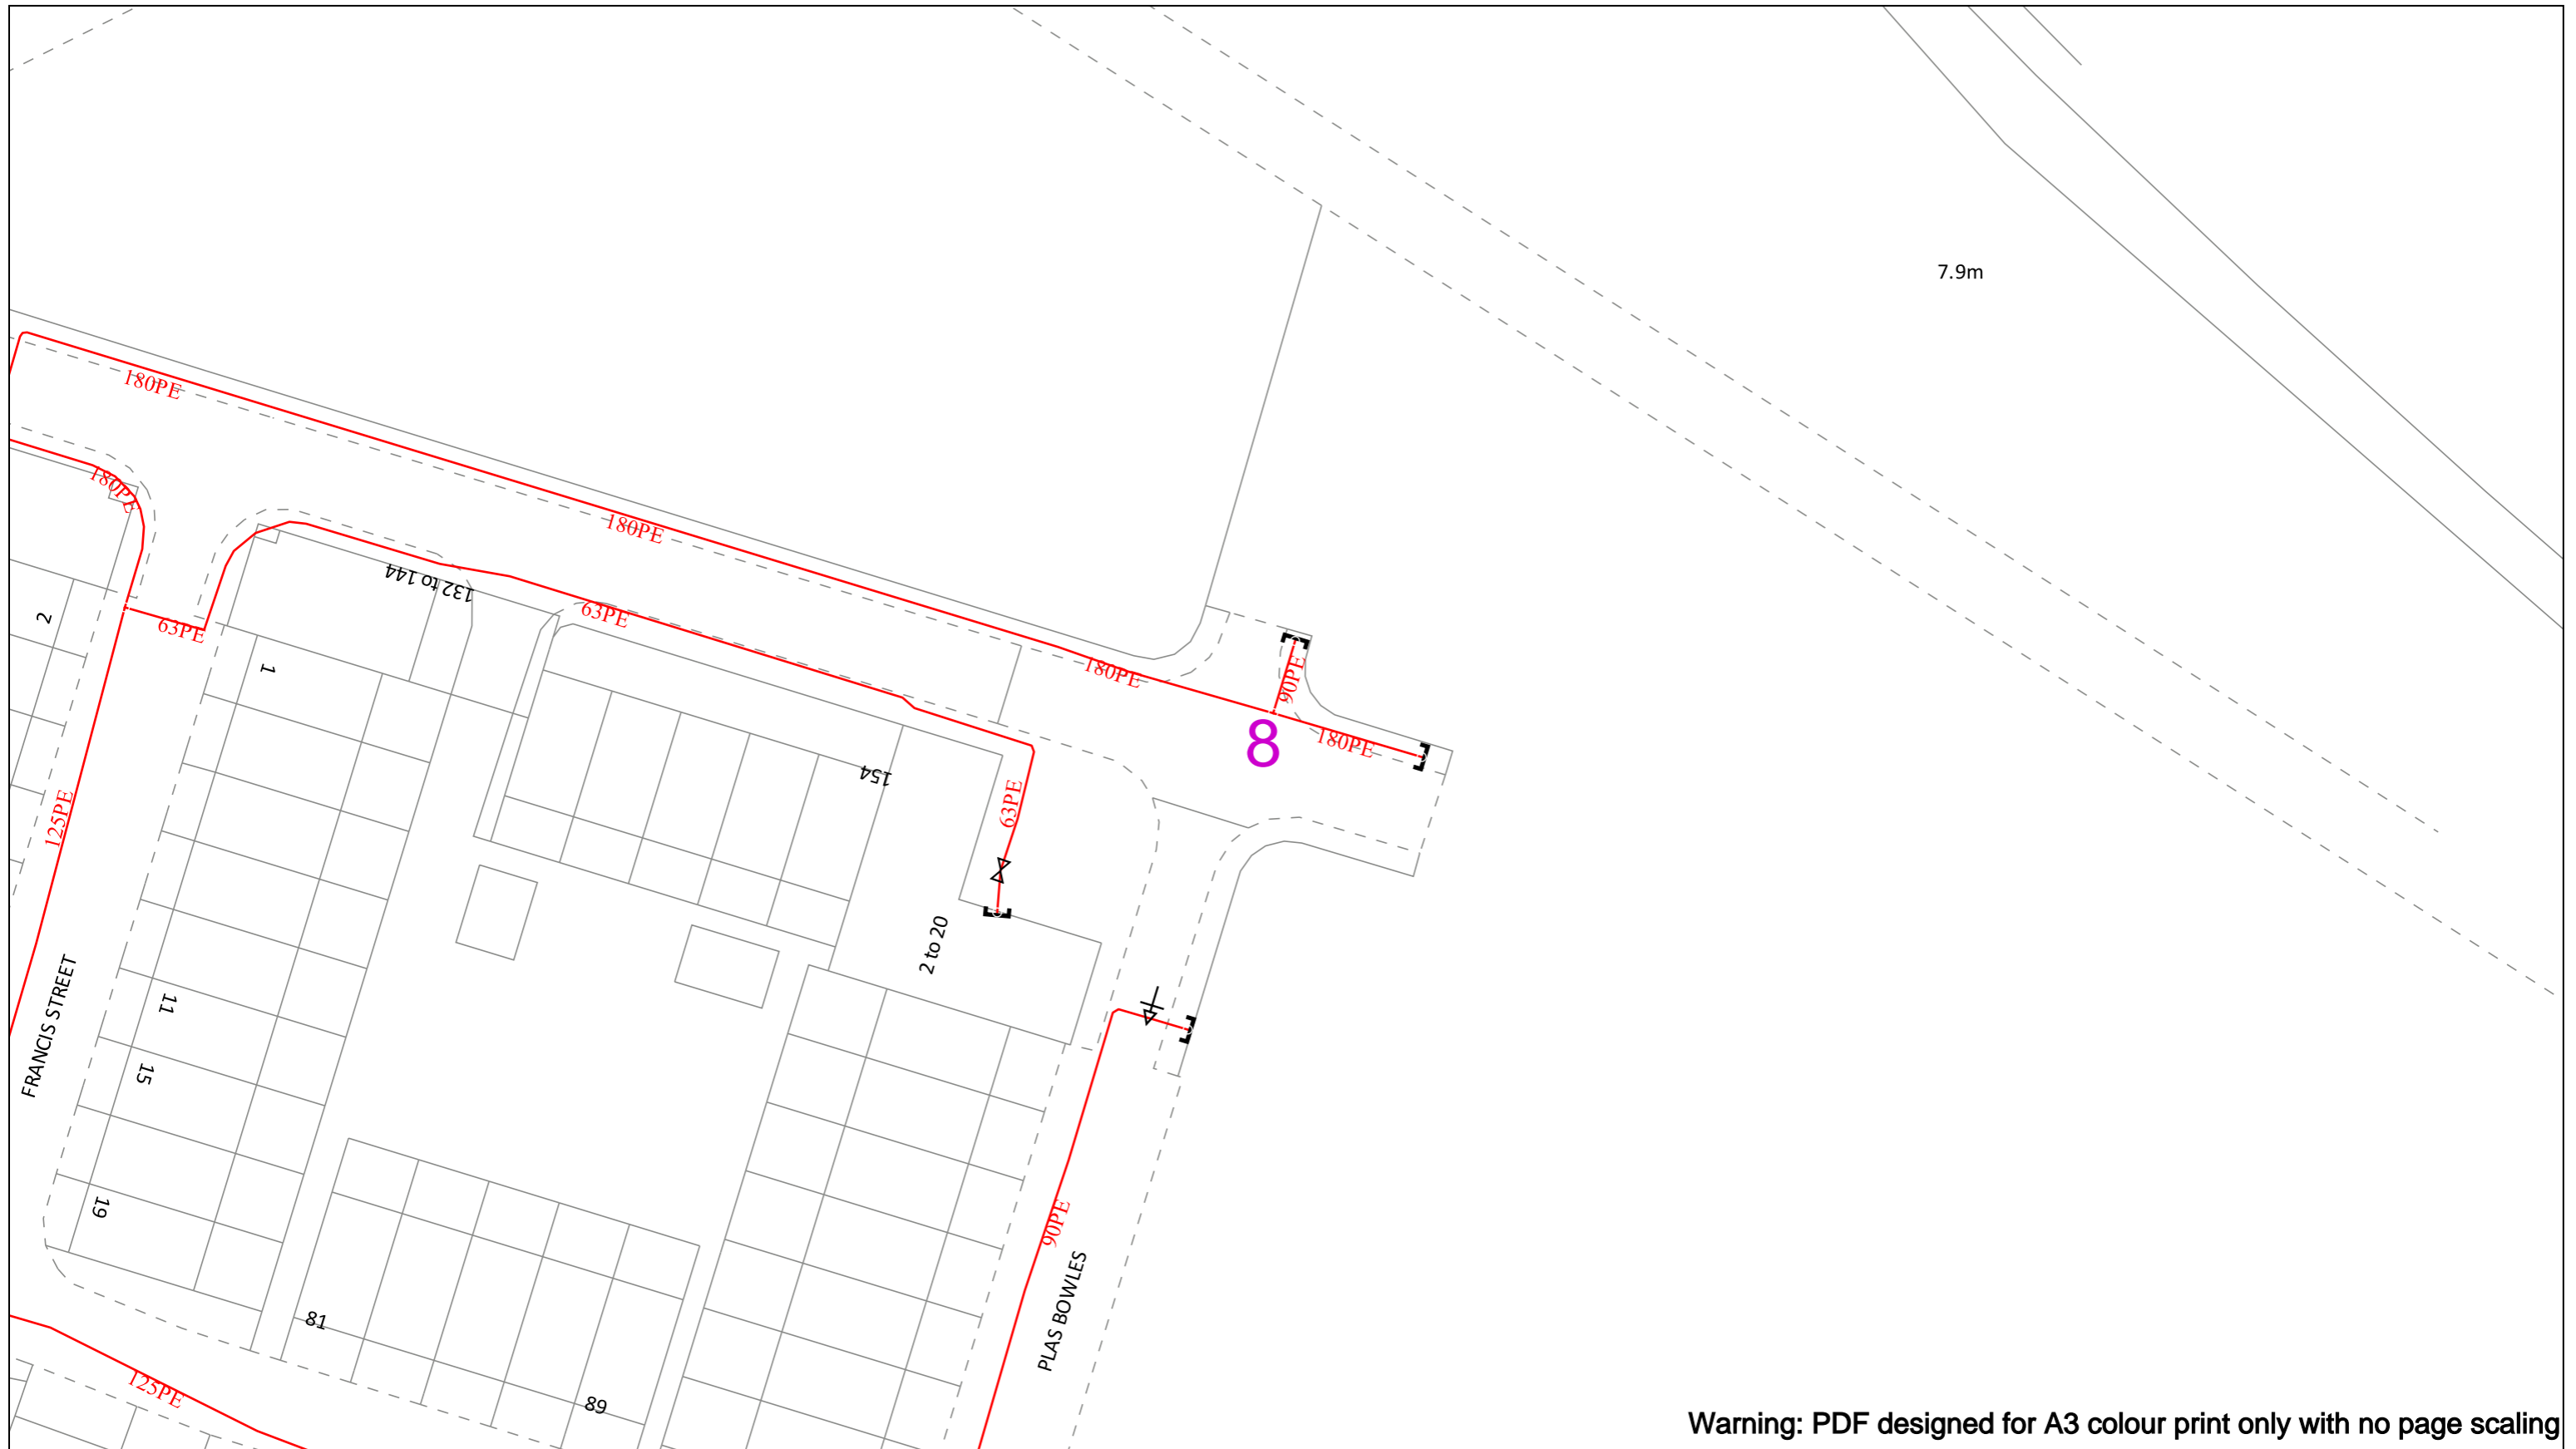 7.9m
180PE
180PE
180PE
132 to 144
63PE
2
63PE
1
180PE
90PE
8
180PE
154
63PE
125PE
2 to 20
FRANCIS STREET
11
15
19
90PE
PLAS BOWLES
81
125PE
89
Warning: PDF designed for A3 colour print only with no page scaling